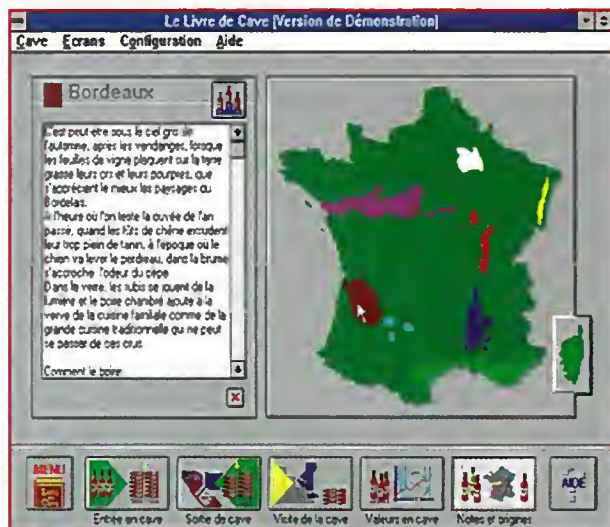 Le Livre de Cave [Version de Démonstration]
Cave Ecrans Configuration Aide
Bordeaux
C'est peut-être sous le ciel gris de
l'automne, après les vendanges, lorsque
les feuilles de vigne plaquent sur la terre
grasse leurs ors et leurs pourpres, que
s'apprécient le mieux les paysages du
Bordelais.
A l'heure où l'on teste la cuvée de l'an
passé, quand les fûts de chêne exsudent
leur trop plein de tanin, à l'époque où le
chien va lever le perdreau, dans la brume
s'accroche l'odeur du cèpe.
Dans le verre, les rubis se jouent de la
lumière et le boire chambré ajoute à la
verve de la cuisine familiale comme de la
grande cuisine traditionnelle qui ne peut
se passer de ces crus.
Comment le boire:
MENU
Entrée en cave
Sortie de cave
Visite de la cave
Valeurs en cave
Notes et origines
AIDE